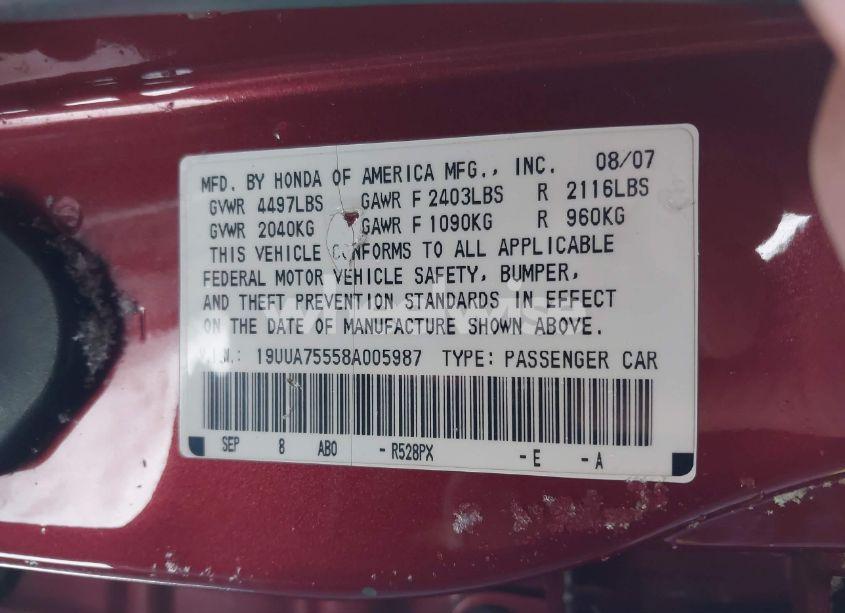 MFD. BY HONDA OF AMERICA MFG., INC. 08/07
GVWR 4497LBS GAWR F 2403LBS R 2116LBS
GVWR 2040KG GAWR F 1090KG R 960KG
THIS VEHICLE CONFORMS TO ALL APPLICABLE
FEDERAL MOTOR VEHICLE SAFETY, BUMPER,
AND THEFT PREVENTION STANDARDS IN EFFECT
ON THE DATE OF MANUFACTURE SHOWN ABOVE.
V.I.N.: 19UUA75558A005987 TYPE: PASSENGER CAR
SEP 8 AB0 - R528PX - E - A